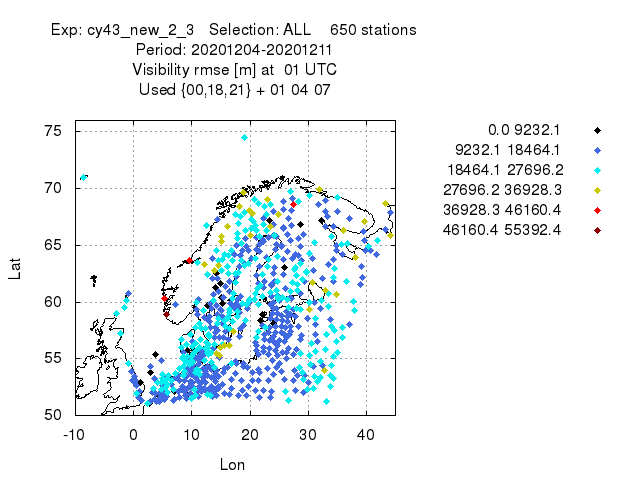 Exp: cy43_new_2_3 Selection: ALL 650 stations
Period: 20201204-20201211
Visibility rmse [m] at 01 UTC
Used {00,18,21} + 01 04 07
0.0 9232.1
9232.1 18464.1
18464.1 27696.2
27696.2 36928.3
36928.3 46160.4
46160.4 55392.4
Lat
75
70
65
60
55
50
-10 0 10 20 30 40
Lon